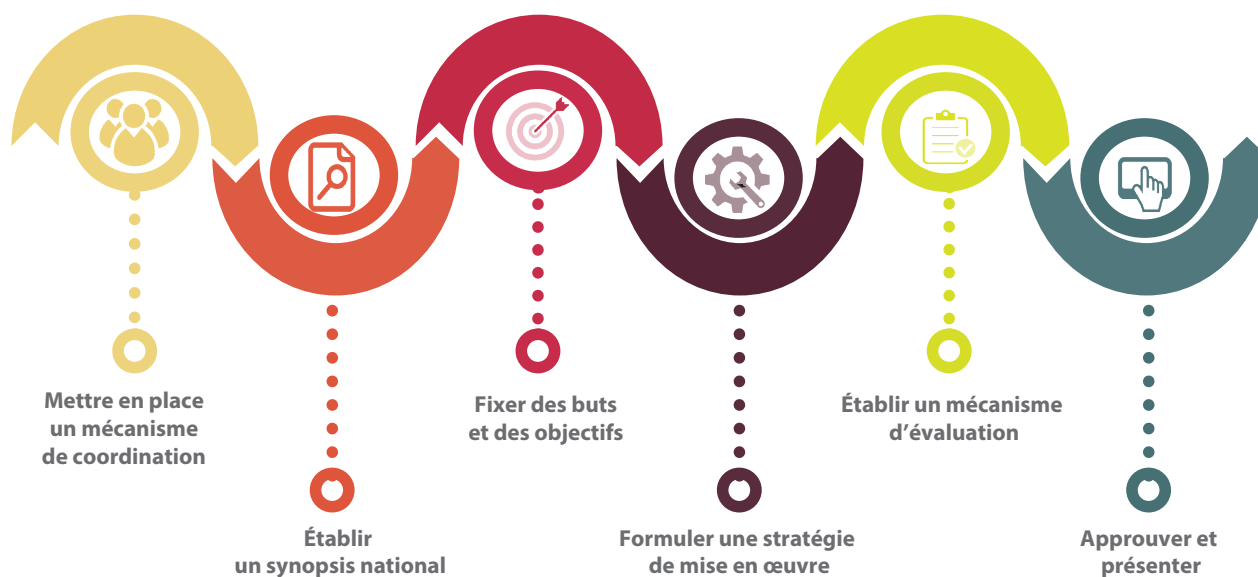 Mettre en place
un mécanisme
de coordination
Établir
un synopsis national
Fixer des buts
et des objectifs
Formuler une stratégie
de mise en œuvre
Établir un mécanisme
d’évaluation
Approuver et
présenter